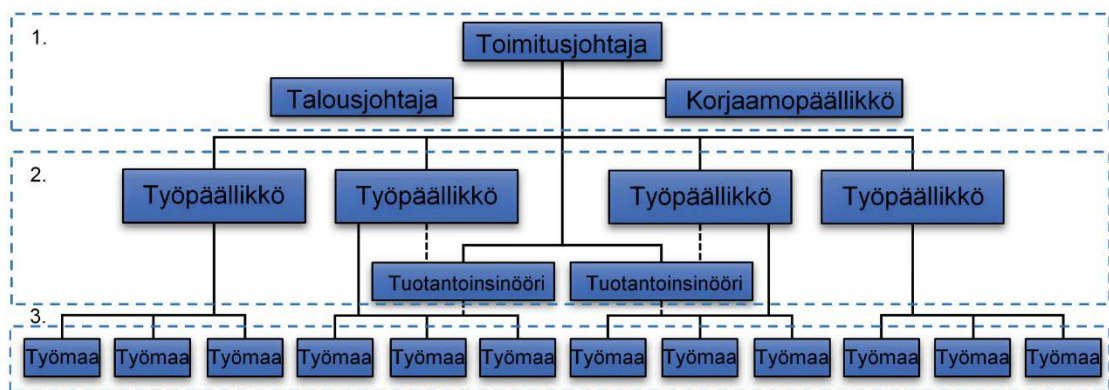 1.
Toimitusjohtaja
Talousjohtaja Korjaamopäällikkö
2.
Työpäällikkö Työpäällikkö Työpäällikkö Työpäällikkö
Tuotantoinsinööri Tuotantoinsinööri
3.
Työmaa Työmaa Työmaa Työmaa Työmaa Työmaa Työmaa Työmaa Työmaa Työmaa Työmaa Työmaa